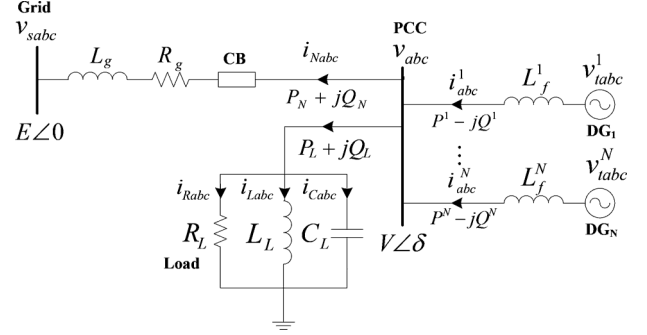 Grid
v_sabc
L_g
R_g
CB
i_Nabc
P_N + jQ_N
E∠0
PCC
v_abc
i^1_abc
L^1_f
v^1_tabc
P^1 − jQ^1
DG_1
P_L + jQ_L
i_Rabc
i_Labc
i_Cabc
R_L
L_L
C_L
Load
V∠δ
i^N_abc
L^N_f
v^N_tabc
P^N − jQ^N
DG_N